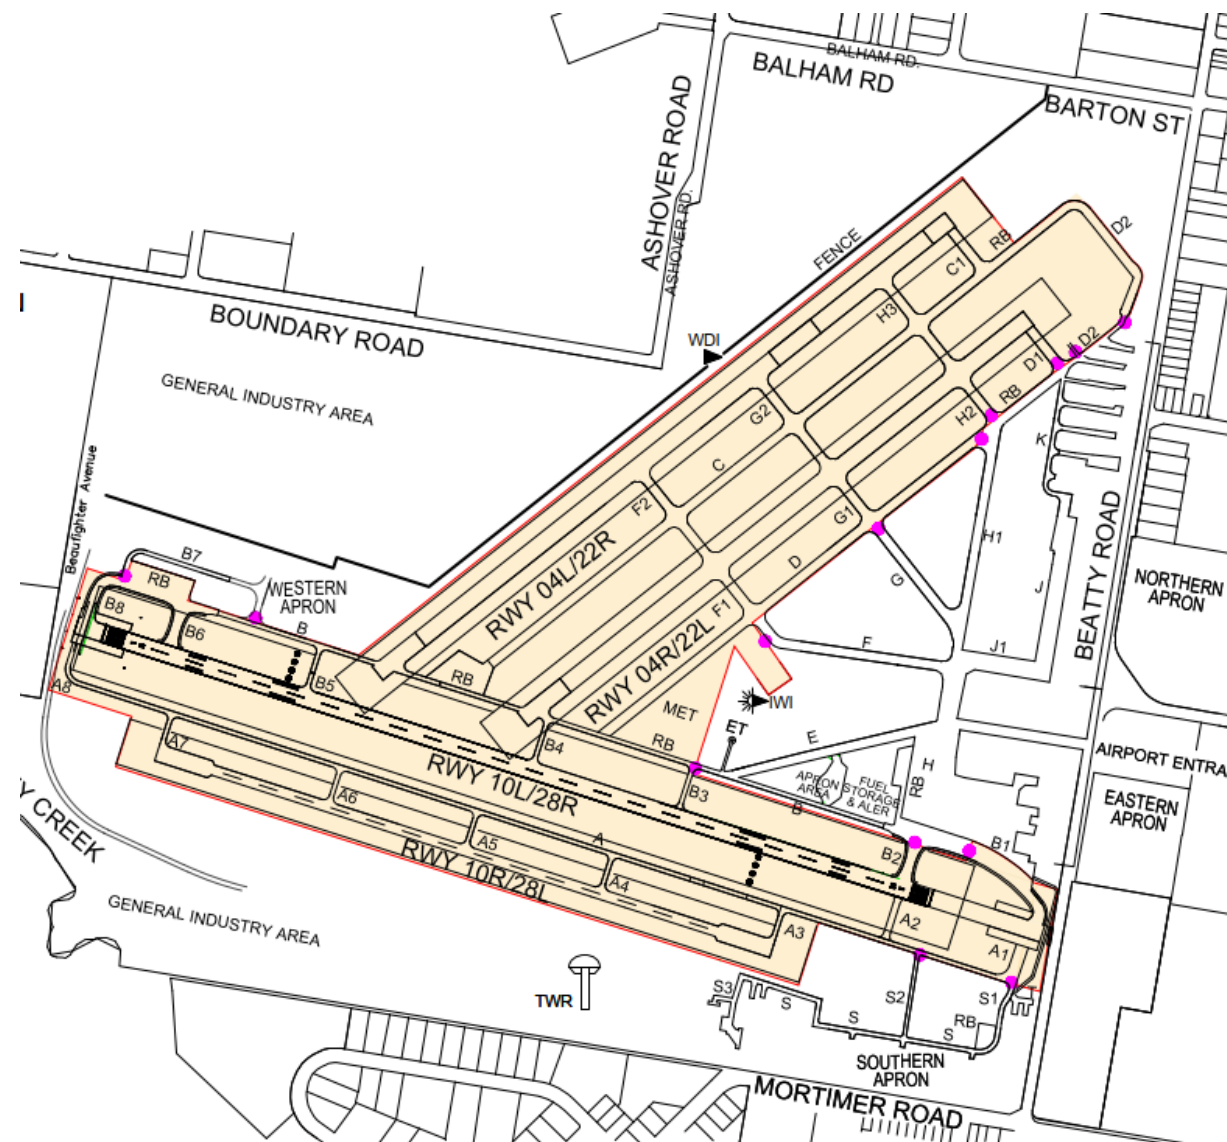 BALHAM RD.
BALHAM RD
BARTON ST
ASHOVER ROAD
ASHOVER RD.
FENCE
RB
D2
C1
H3
WDI
BOUNDARY ROAD
GENERAL INDUSTRY AREA
D2
D1
RB
H2
K
G2
C
F2
G1
H1
BEATTY ROAD
Beaufighter Avenue
RWY 04L/22R
D
G
J
NORTHERN
APRON
B7
RB
WESTERN
APRON
B8
B6
B
F1
F
J1
RWY 04R/22L
A8
B5
RB
MET
IWI
ET
A7
B4
RB
E
AIRPORT ENTRA
RWY 10L/28R
B3
APRON
AREA
FUEL
STORAGE
& ALER
H
RB
EASTERN
APRON
A6
B
Y CREEK
A
A5
B2
B1
RWY 10R/28L
A4
GENERAL INDUSTRY AREA
A3
A2
A1
TWR
S3
S
S2
S1
S
RB
S
SOUTHERN
APRON
MORTIMER ROAD